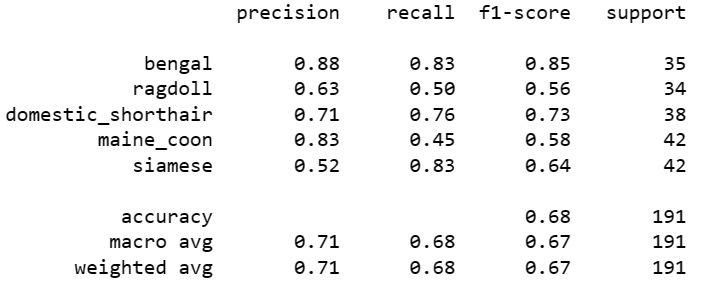 precision recall f1-score support
bengal 0.88 0.83 0.85 35
ragdoll 0.63 0.50 0.56 34
domestic_shorthair 0.71 0.76 0.73 38
maine_coon 0.83 0.45 0.58 42
siamese 0.52 0.83 0.64 42
accuracy 0.68 191
macro avg 0.71 0.68 0.67 191
weighted avg 0.71 0.68 0.67 191